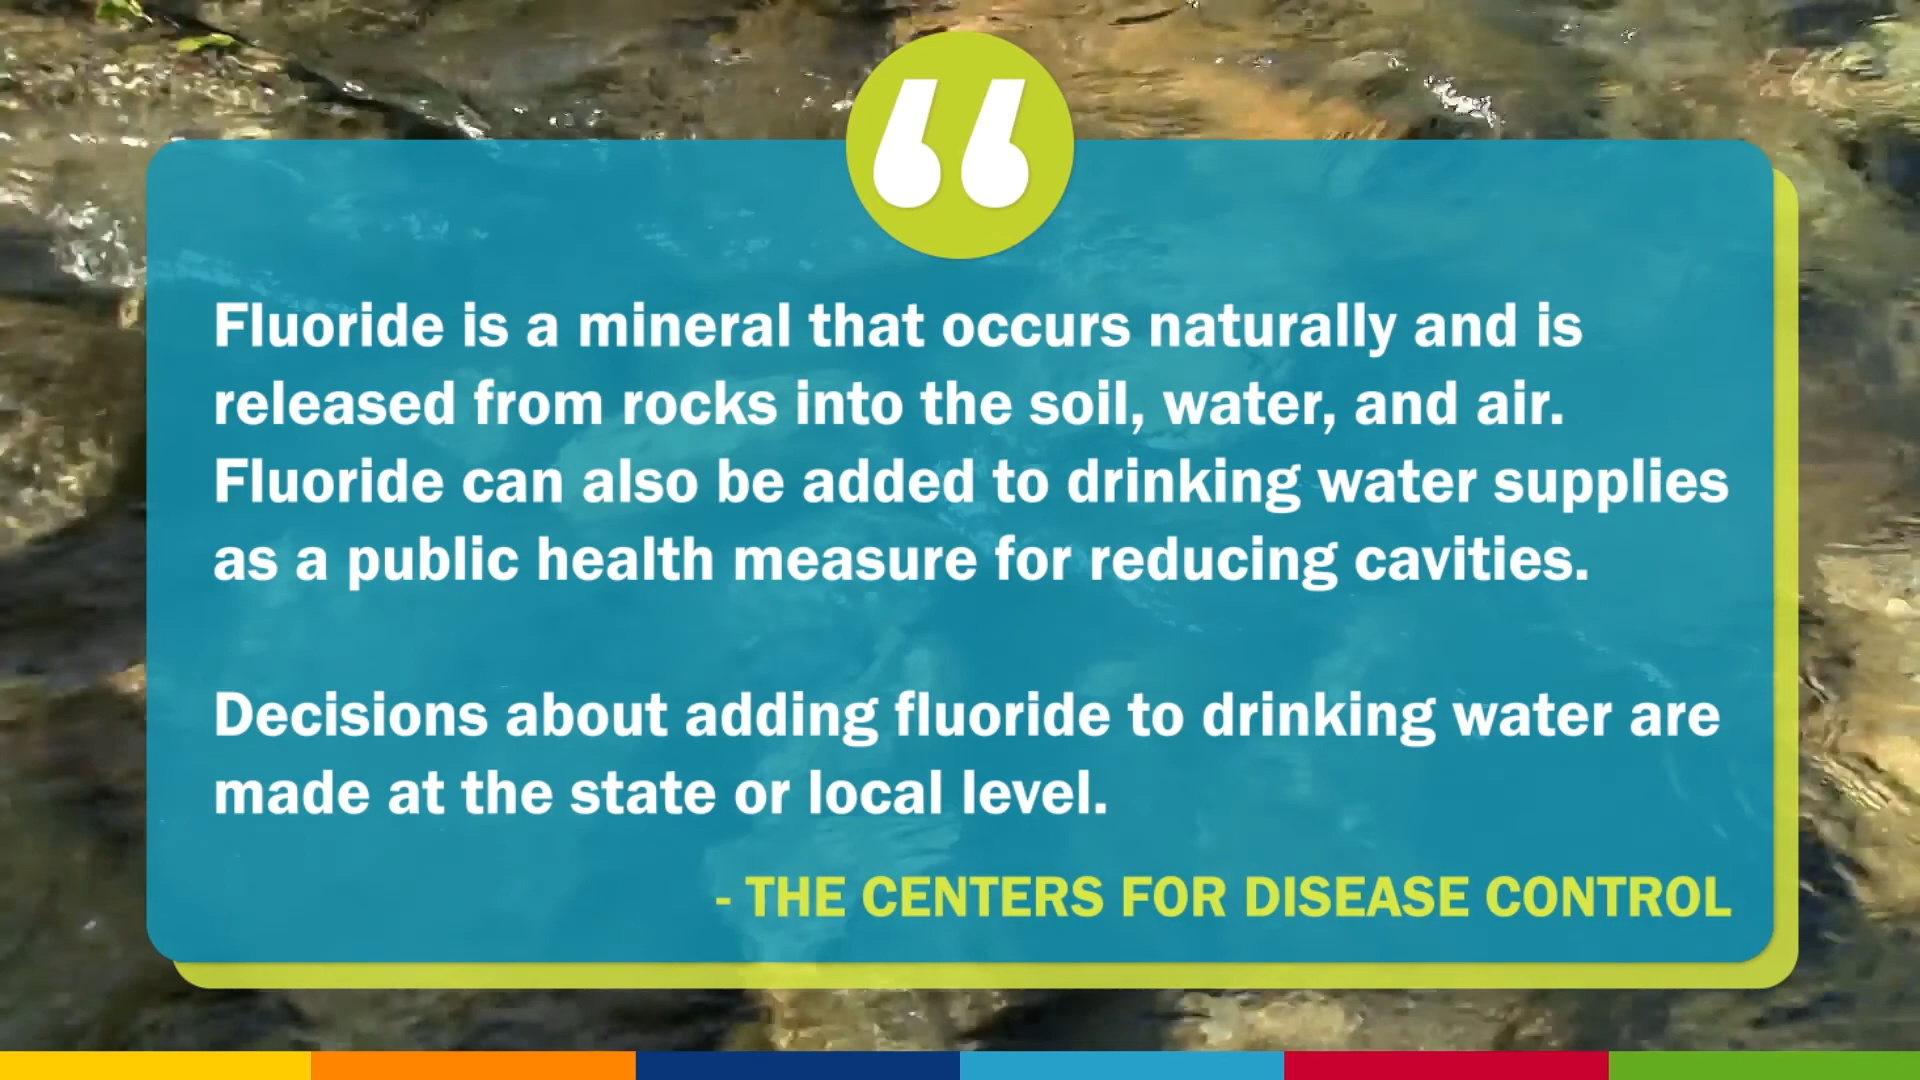 Fluoride is a mineral that occurs naturally and is
released from rocks into the soil, water, and air.
Fluoride can also be added to drinking water supplies
as a public health measure for reducing cavities.
Decisions about adding fluoride to drinking water are
made at the state or local level.
- THE CENTERS FOR DISEASE CONTROL